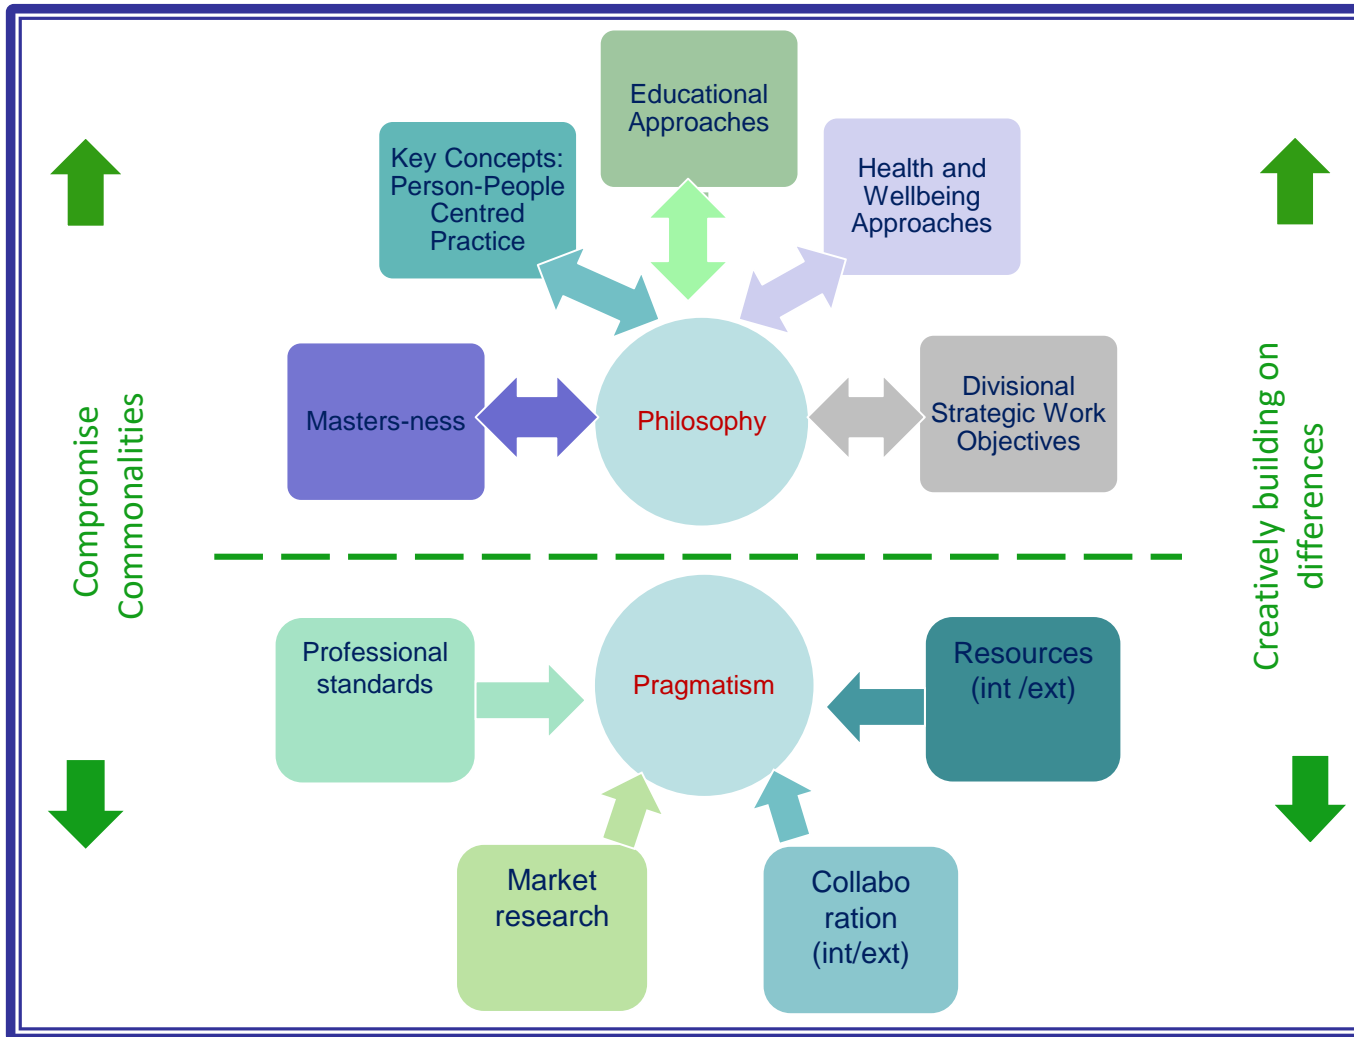 Educational
Approaches
Key Concepts:
Person-People
Centred
Practice
Health and
Wellbeing
Approaches
Masters-ness
Philosophy
Divisional
Strategic Work
Objectives
Compromise
Commonalities
Creatively building on
differences
Professional
standards
Pragmatism
Resources
(int /ext)
Market
research
Collabo
ration
(int/ext)